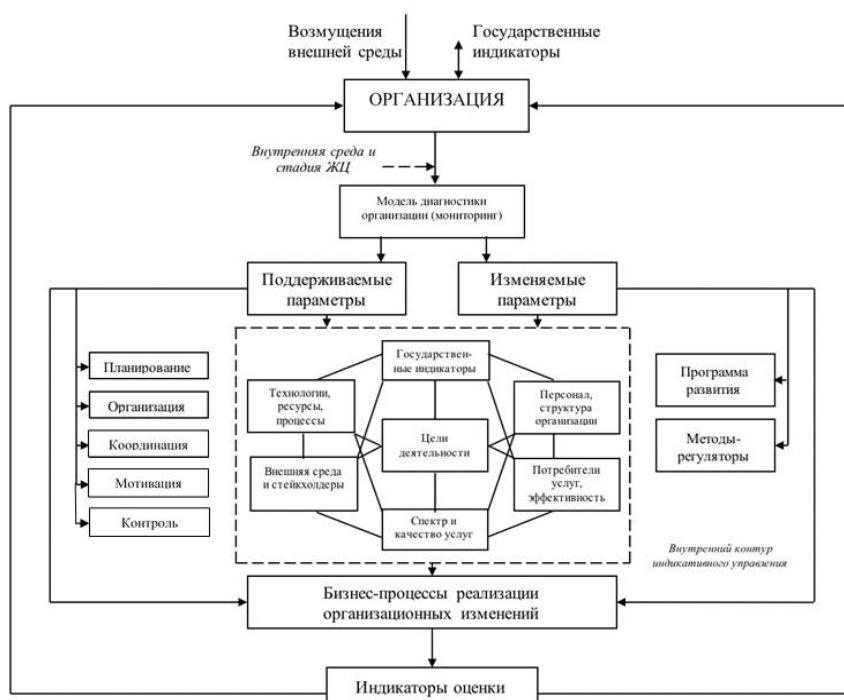 Возмущения
внешней среды
Государственные
индикаторы
ОРГАНИЗАЦИЯ
Внутренняя среда и
стадия ЖЦ
Модель диагностики
организации (мониторинг)
Поддерживаемые
параметры
Изменяемые
параметры
Планирование
Организация
Координация
Мотивация
Контроль
Государствен-
ные индикаторы
Технологии,
ресурсы,
процессы
Персонал,
структура
организации
Цели
деятельности
Внешняя среда
и стейкхолдеры
Потребители
услуг,
эффективность
Спектр и
качество услуг
Программа
развития
Методы-
регуляторы
Внутренний контур
индикативного управления
Бизнес-процессы реализации
организационных изменений
Индикаторы оценки